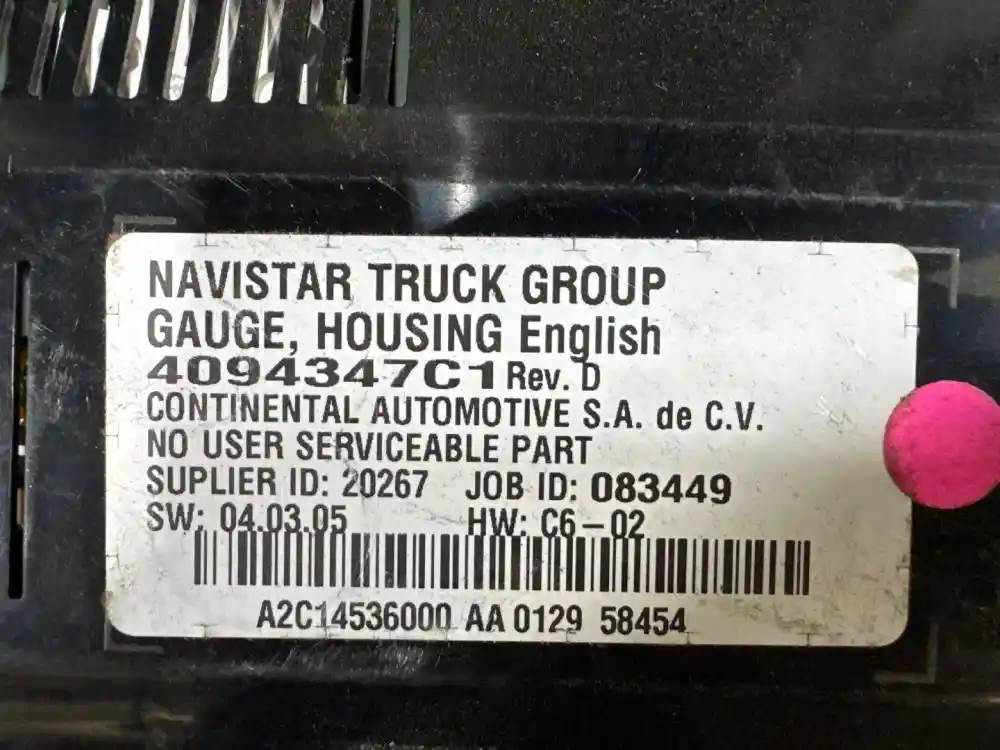 NAVISTAR TRUCK GROUP
GAUGE, HOUSING English
4094347C1 Rev. D
CONTINENTAL AUTOMOTIVE S.A. de C.V.
NO USER SERVICEABLE PART
SUPLIER ID: 20267 JOB ID: 083449
SW: 04.03.05 HW: C6-02
A2C14536000 AA 0129 58454